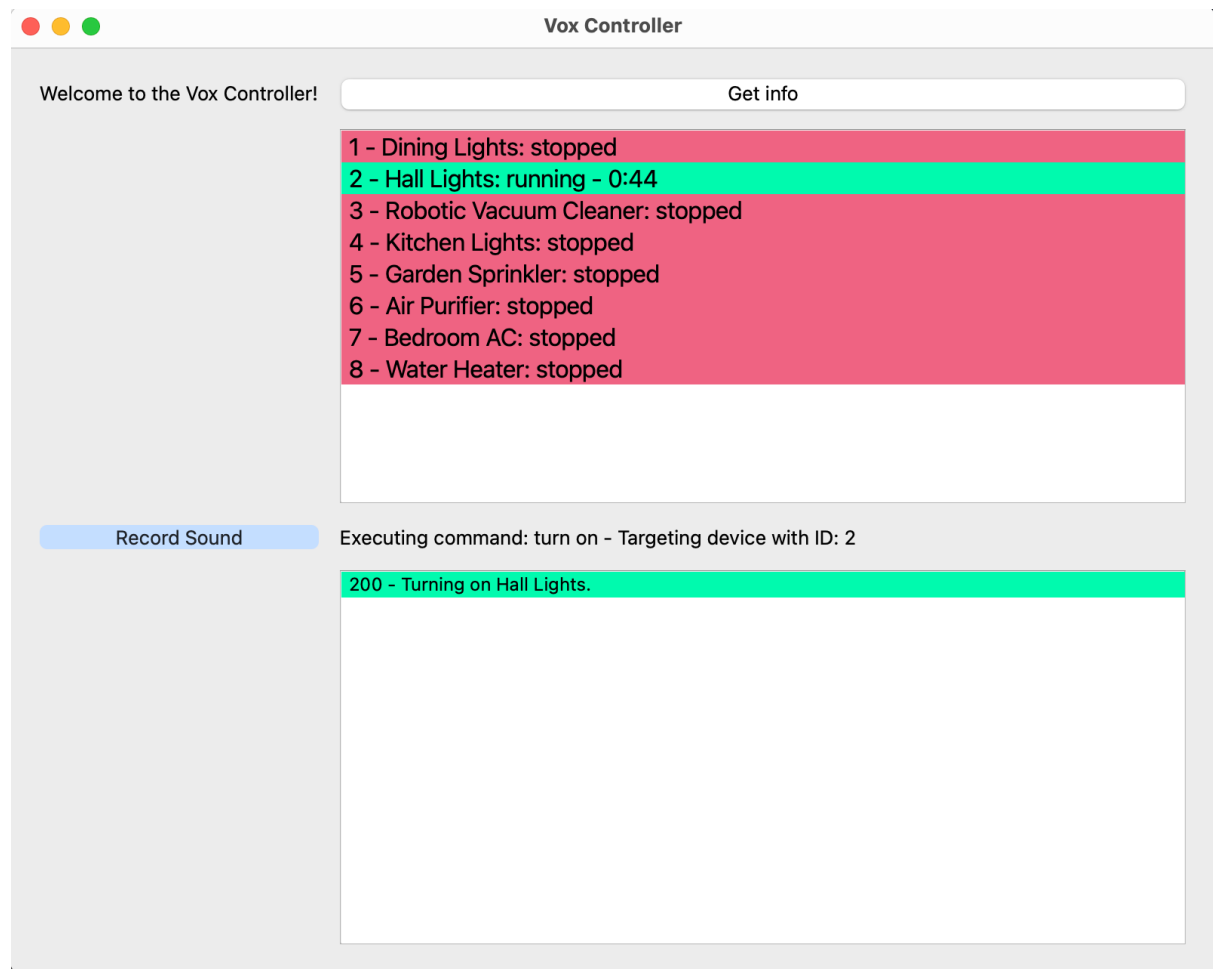 Vox Controller
Welcome to the Vox Controller!
Get info
1 - Dining Lights: stopped
2 - Hall Lights: running - 0:44
3 - Robotic Vacuum Cleaner: stopped
4 - Kitchen Lights: stopped
5 - Garden Sprinkler: stopped
6 - Air Purifier: stopped
7 - Bedroom AC: stopped
8 - Water Heater: stopped
Record Sound
Executing command: turn on - Targeting device with ID: 2
200 - Turning on Hall Lights.